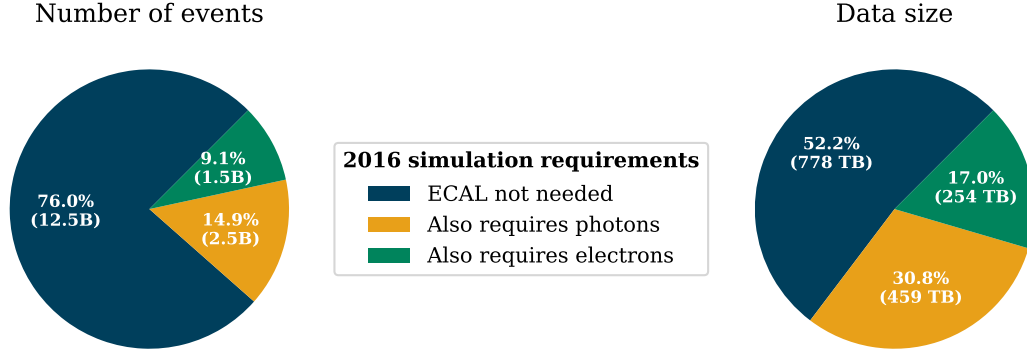 Number of events
76.0%
(12.5B)
9.1%
(1.5B)
14.9%
(2.5B)
2016 simulation requirements
ECAL not needed
Also requires photons
Also requires electrons
Data size
52.2%
(778 TB)
17.0%
(254 TB)
30.8%
(459 TB)